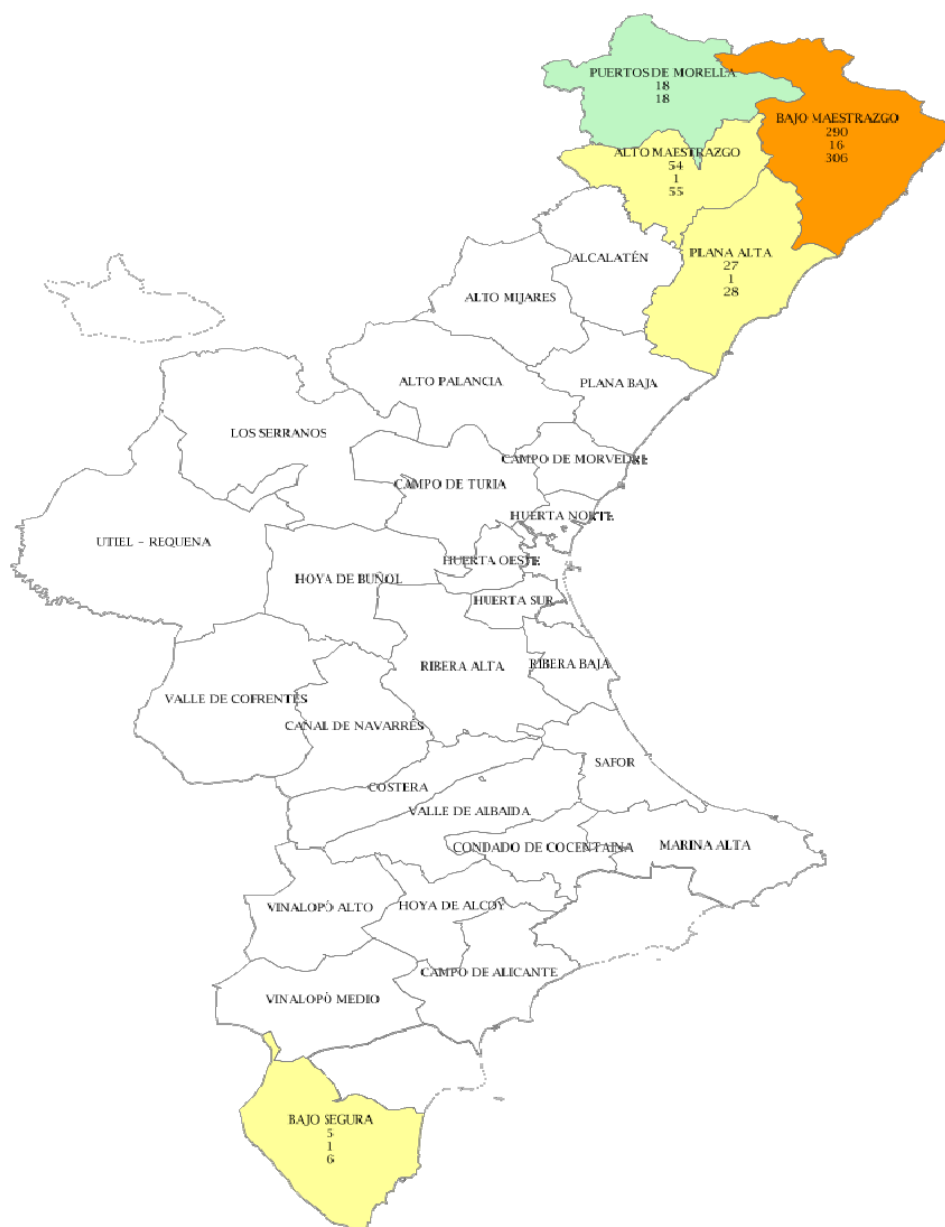 PUERTOS DE MORELLA
18
18
BAJO MAESTRAZGO
290
16
306
ALTO MAESTRAZGO
54
1
55
PLANA ALTA
27
1
28
ALCALATÉN
ALTO MIJARES
ALTO PALANCIA
PLANA BAJA
LOS SERRANOS
CAMPO DE MORVEDRE
CAMPO DE TURIA
HUERTA NORTE
UTIEL - REQUENA
HUERTA OESTE
HOYA DE BUÑOL
HUERTA SUR
RIBERA ALTA
RIBERA BAJA
VALLE DE COFRENTES
CANAL DE NAVARRÉS
SAFOR
COSTERA
VALLE DE ALBAIDA
CONDADO DE COCENTAINA
MARINA ALTA
VINALOPÓ ALTO
HOYA DE ALCOY
CAMPO DE ALICANTE
VINALOPÓ MEDIO
BAJO SEGURA
5
1
6